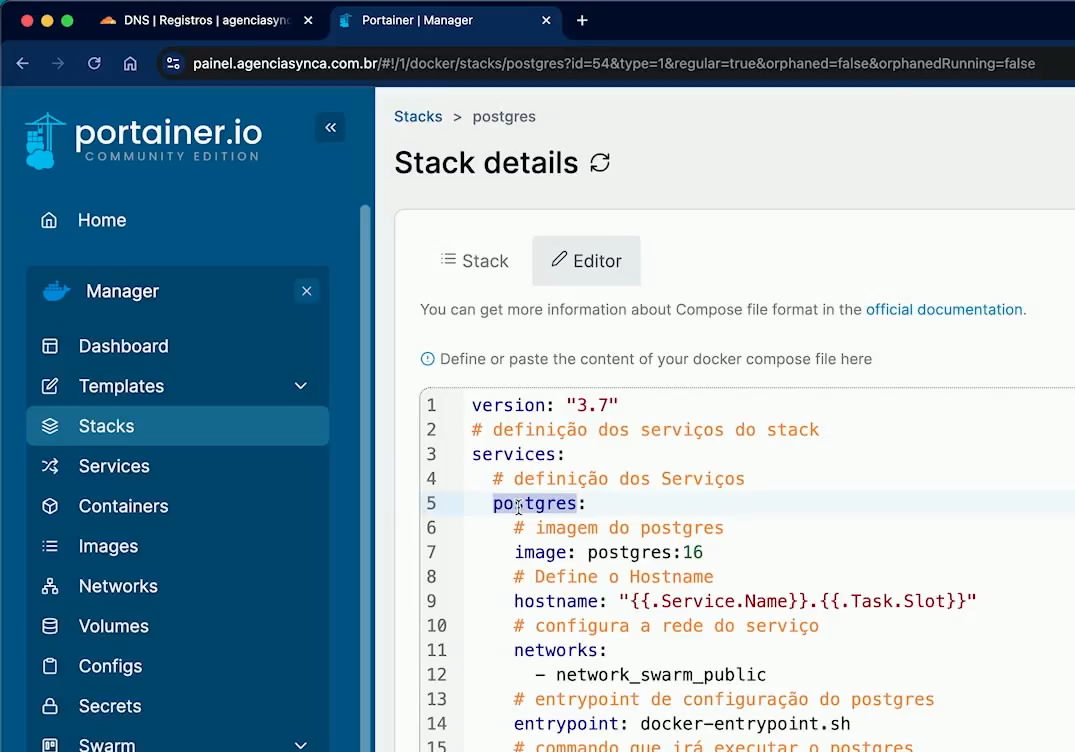 DNS | Registros | agenciasync
Portainer | Manager
painel.agenciasynca.com.br/#!/1/docker/stacks/postgres?id=54&type=1&regular=true&orphaned=false&orphanedRunning=false
portainer.io
COMMUNITY EDITION
Home
Manager
Dashboard
Templates
Stacks
Services
Containers
Images
Networks
Volumes
Configs
Secrets
Swarm
Stacks > postgres
Stack details
Stack
Editor
You can get more information about Compose file format in the official documentation.
Define or paste the content of your docker compose file here
1 version: "3.7"
2 # definição dos serviços do stack
3 services:
4 # definição dos Serviços
5 postgres:
6 # imagem do postgres
7 image: postgres:16
8 # Define o Hostname
9 hostname: "{{.Service.Name}}.{{.Task.Slot}}"
10 # configura a rede do serviço
11 networks:
12 - network_swarm_public
13 # entrypoint de configuração do postgres
14 entrypoint: docker-entrypoint.sh
15 # commando que irá executar o postgres